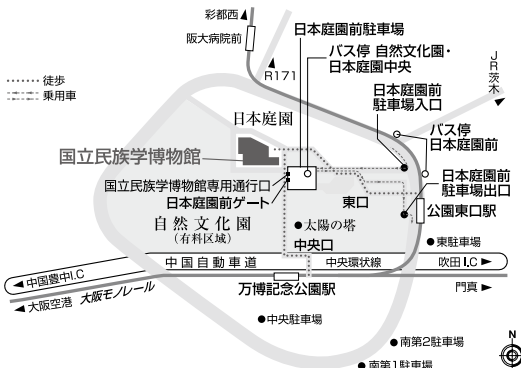 彩都西
阪大病院前
日本庭園前駐車場
バス停 自然文化園・
日本庭園中央
R171
JR茨木
徒歩
乗用車
日本庭園前
駐車場入口
日本庭園
バス停
日本庭園前
国立民族学博物館
国立民族学博物館専用通行口
日本庭園前ゲート
日本庭園前
駐車場出口
東口
公園東口駅
自然文化園
(有料区域)
太陽の塔
中央口
東駐車場
中国豊中I.C
中国自動車道
中央環状線
吹田I.C
大阪空港
大阪モノレール
万博記念公園駅
門真
中央駐車場
南第2駐車場
南第1駐車場
N